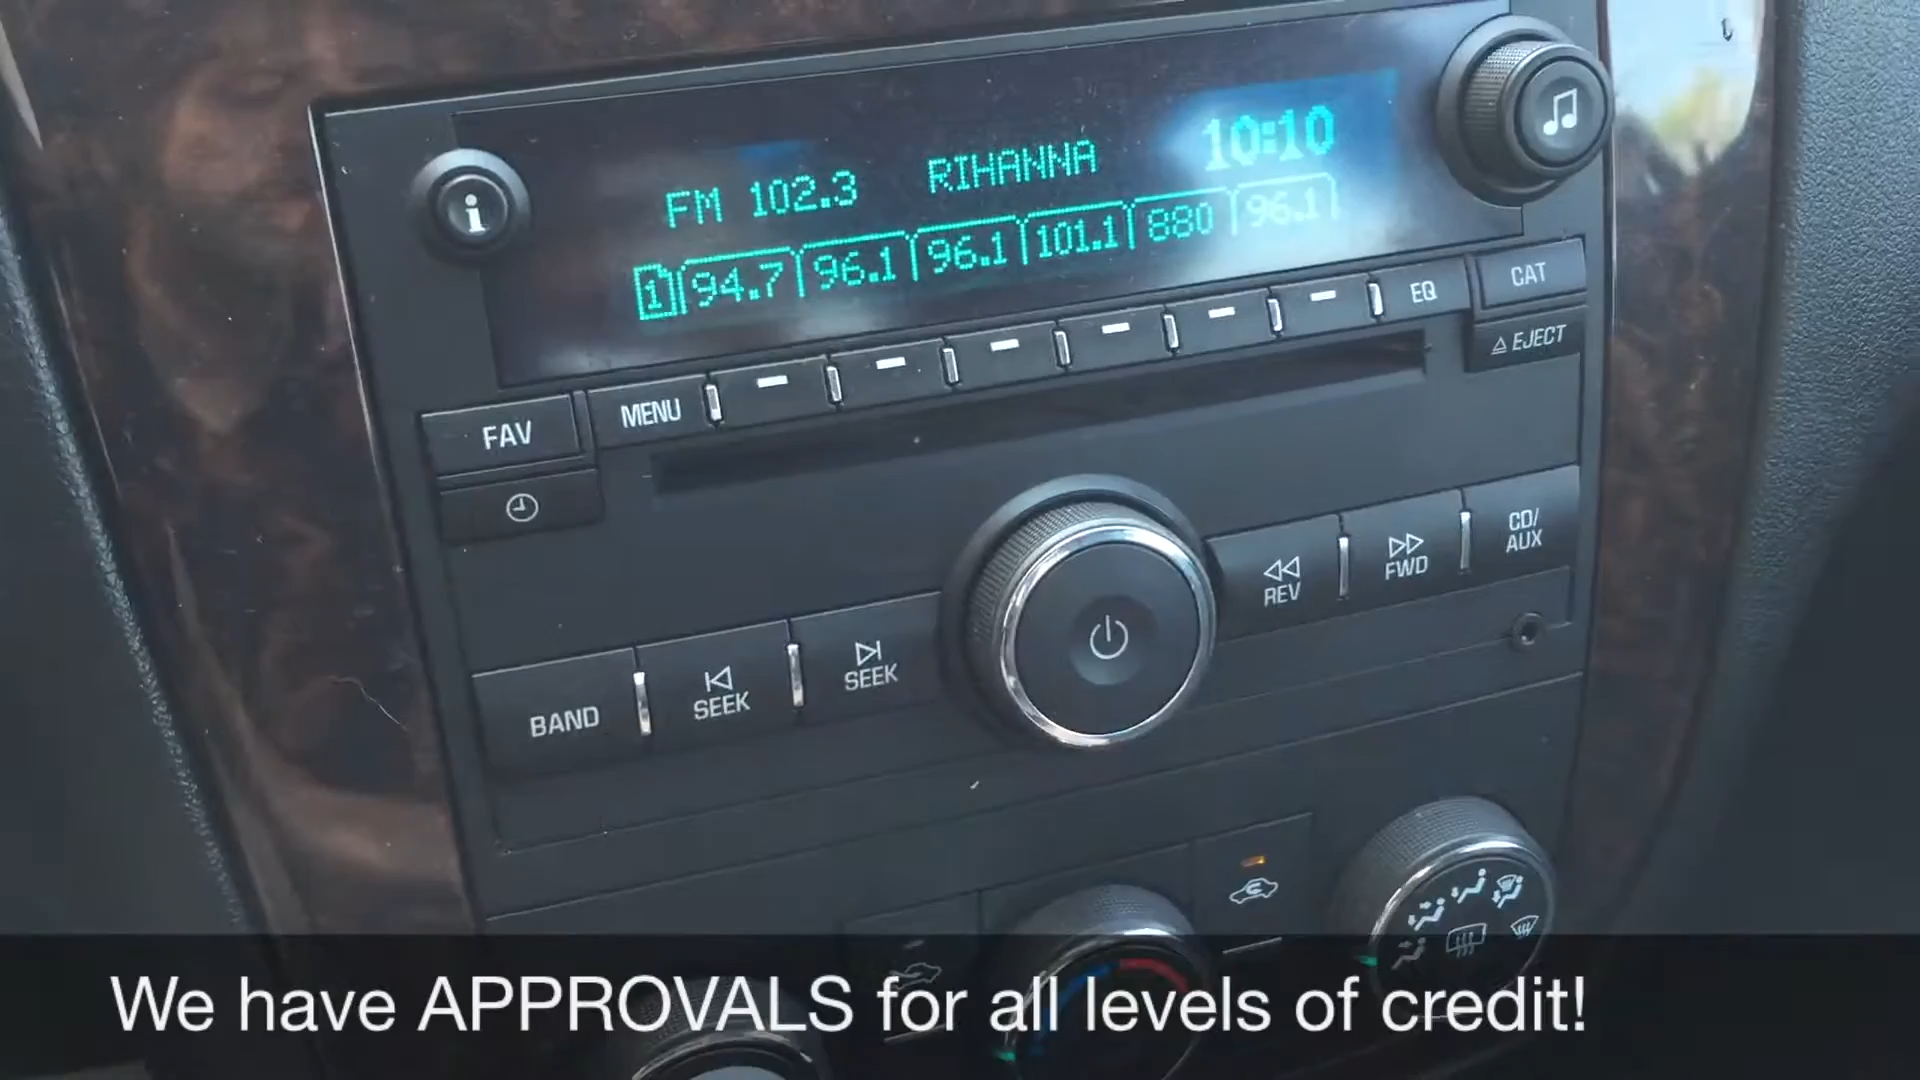 FM 102.3 RIHANNA 10:10
1 94.7 96.1 96.1 101.1 880 96.1
i
FAV MENU EQ CAT
EJECT
BAND SEEK SEEK REV FWD CD/
AUX
We have APPROVALS for all levels of credit!